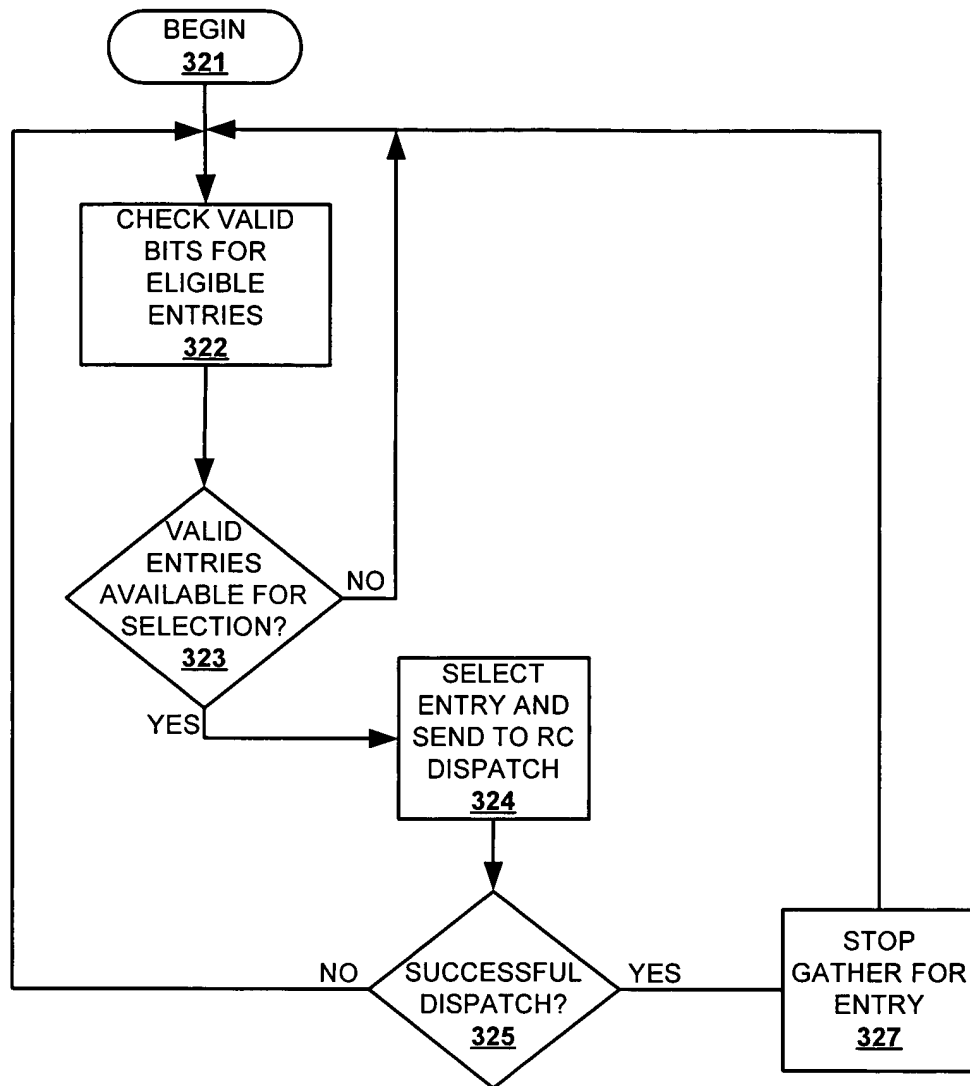 BEGIN
321
CHECK VALID
BITS FOR
ELIGIBLE
ENTRIES
322
VALID
ENTRIES
AVAILABLE FOR
SELECTION?
323
NO
YES
SELECT
ENTRY AND
SEND TO RC
DISPATCH
324
SUCCESSFUL
DISPATCH?
325
NO
YES
STOP
GATHER FOR
ENTRY
327